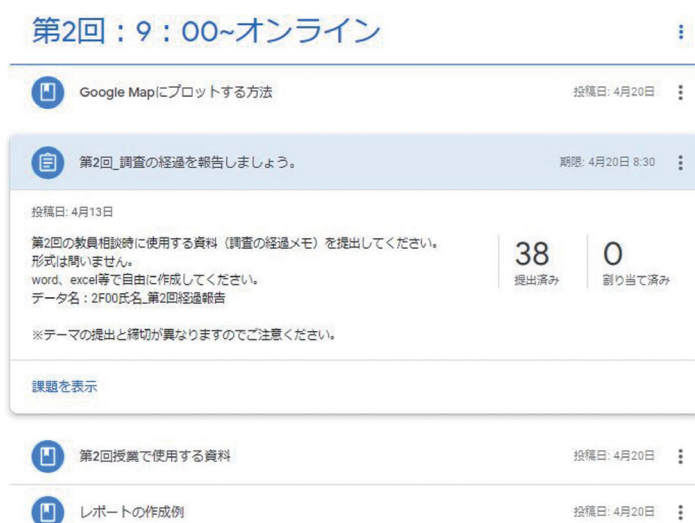 第2回：9：00~オンライン
Google Mapにプロットする方法
投稿日: 4月20日
第2回_調査の経過を報告しましょう。
期限: 4月20日 8:30
投稿日: 4月13日
第2回の教員相談時に使用する資料（調査の経過メモ）を提出してください。
形式は問いません。
word、excel等で自由に作成してください。
データ名：2F00氏名_第2回経過報告
※テーマの提出と締切が異なりますのでご注意ください。
38
提出済み
0
割り当て済み
課題を表示
第2回授業で使用する資料
投稿日: 4月20日
レポートの作成例
投稿日: 4月20日